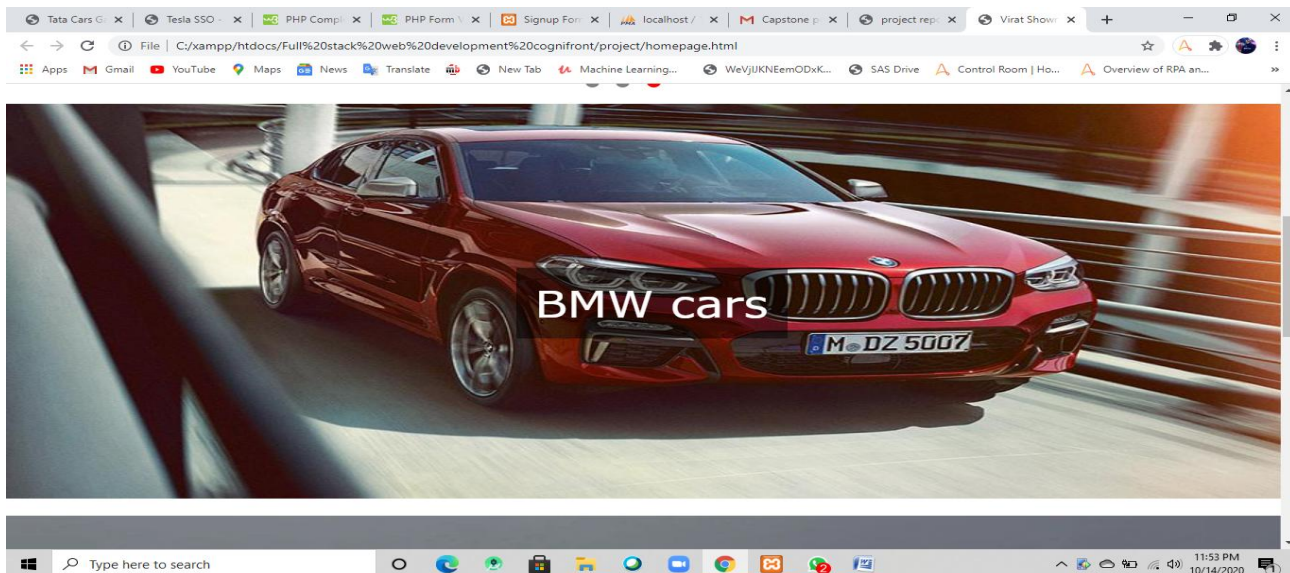 Tata Cars G Tesla SSO - PHP Compl PHP Form Signup For localhost / Capstone p project rep Virat Show
File | C:/xampp/htdocs/Full%20stack%20web%20development%20cognifront/project/homepage.html
Apps Gmail YouTube Maps News Translate New Tab Machine Learning... WeVjUKNEemODxK... SAS Drive Control Room | Ho... Overview of RPA an... »
BMW cars
M DZ 5007
Type here to search
11:53 PM
10/14/2020